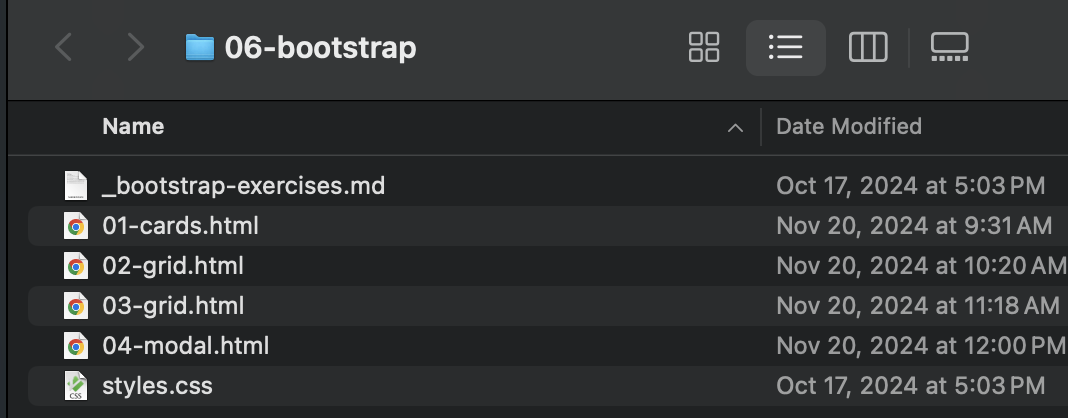 06-bootstrap
Name Date Modified
_bootstrap-exercises.md Oct 17, 2024 at 5:03 PM
01-cards.html Nov 20, 2024 at 9:31 AM
02-grid.html Nov 20, 2024 at 10:20 AM
03-grid.html Nov 20, 2024 at 11:18 AM
04-modal.html Nov 20, 2024 at 12:00 PM
CSS styles.css Oct 17, 2024 at 5:03 PM